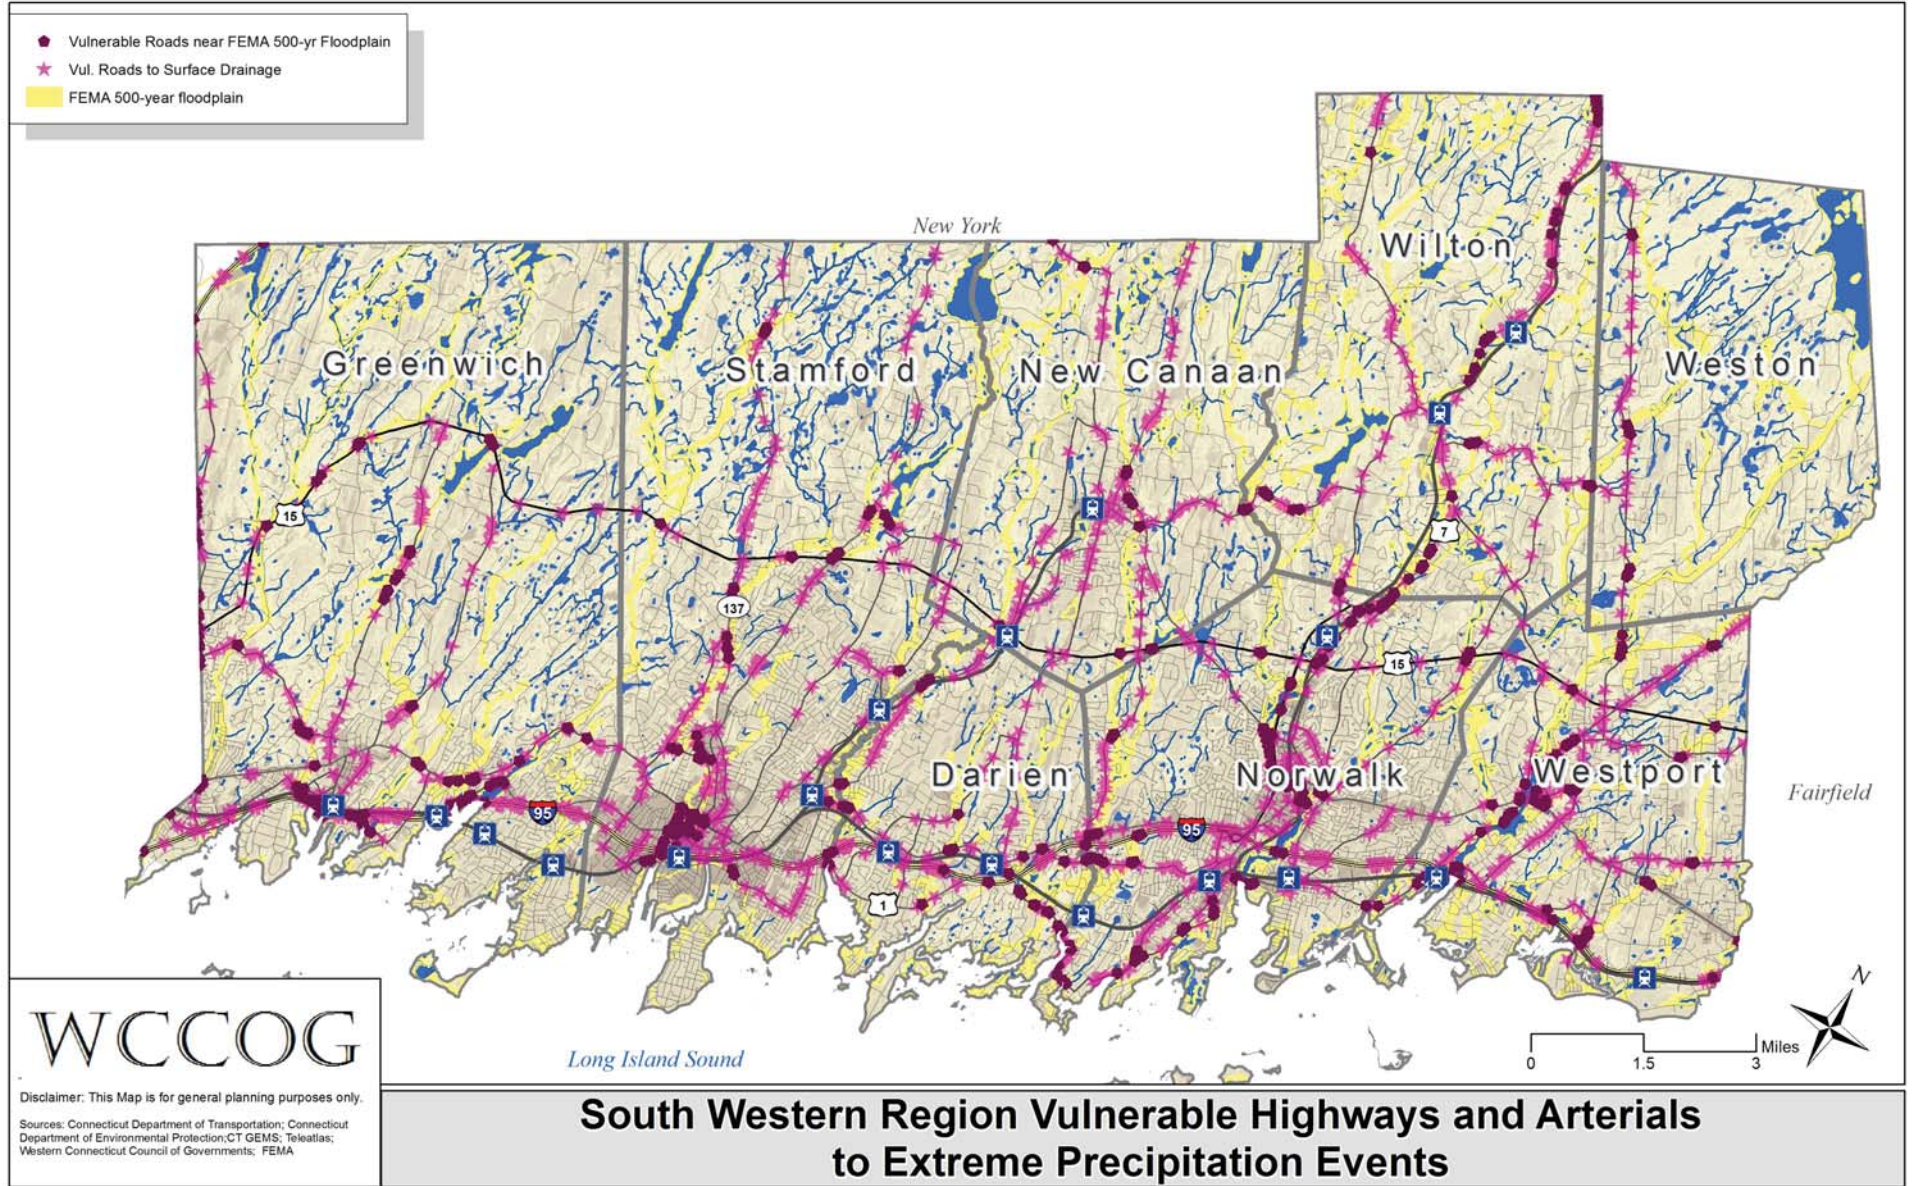 Vulnerable Roads near FEMA 500-yr Floodplain
Vul. Roads to Surface Drainage
FEMA 500-year floodplain
New York
Wilton
Greenwich
Stamford
New Canaan
Weston
15
7
137
15
Darien
Norwalk
Westport
Fairfield
95
95
1
N
Miles
0 1.5 3
Long Island Sound
WCCOG
Disclaimer: This Map is for general planning purposes only.
Sources: Connecticut Department of Transportation; Connecticut
Department of Environmental Protection;CT GEMS; Teleatlas;
Western Connecticut Council of Governments; FEMA
South Western Region Vulnerable Highways and Arterials
to Extreme Precipitation Events